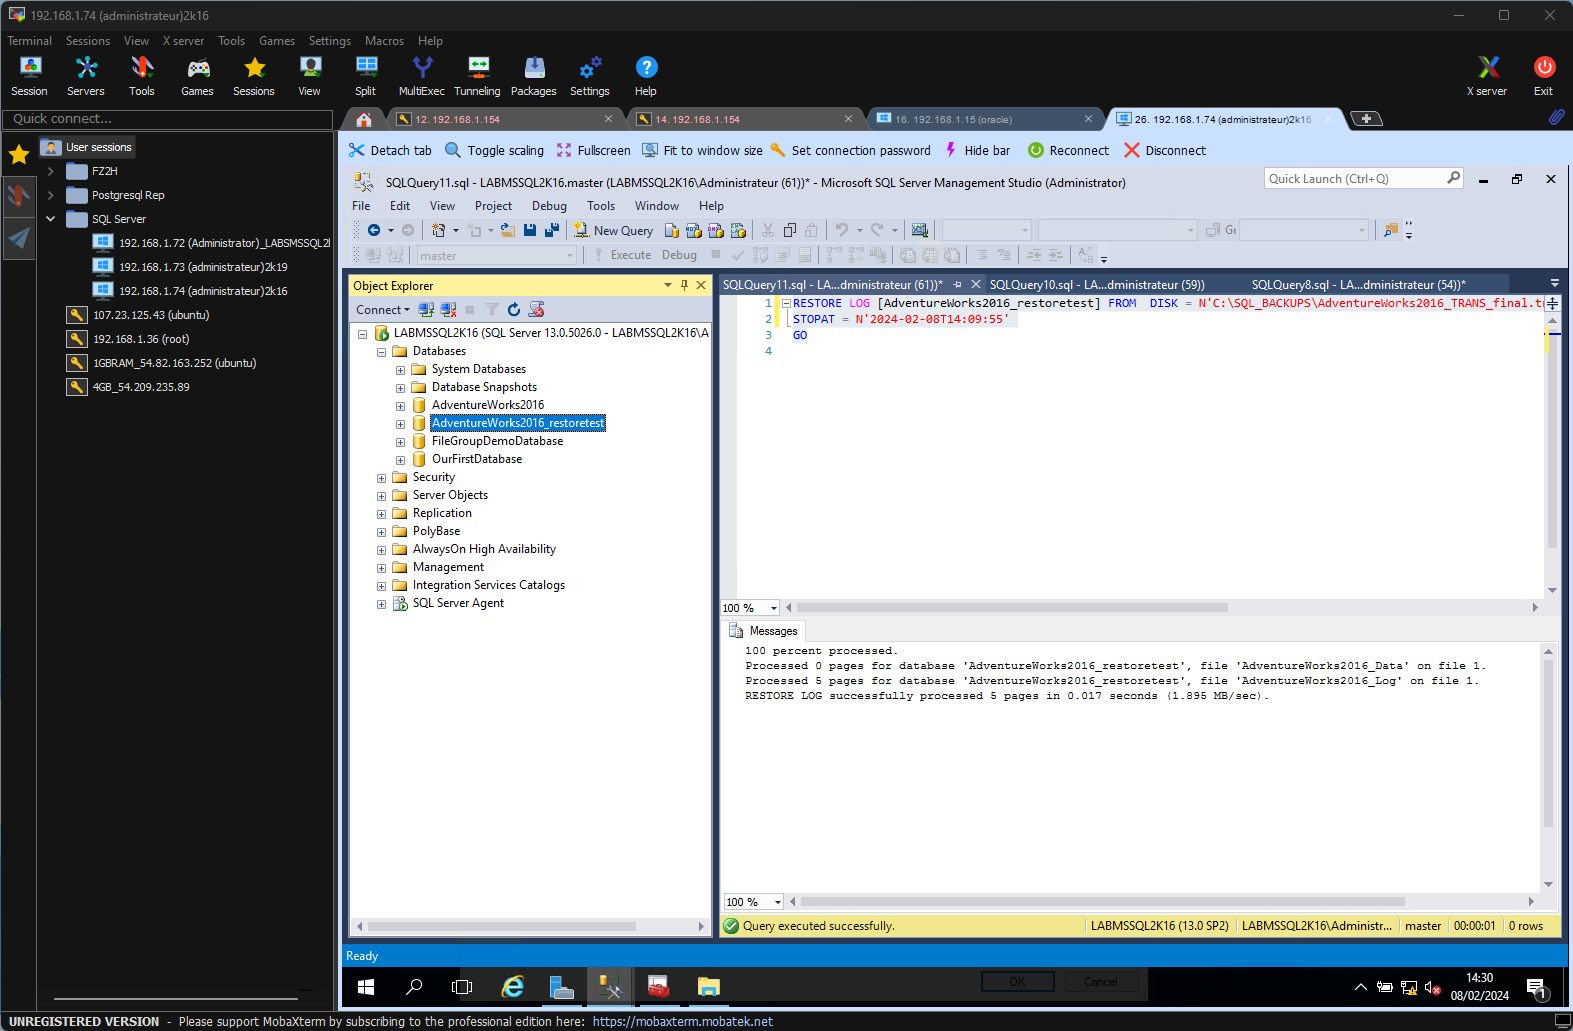 192.168.1.74 (administrateur)2k16
Terminal Sessions View X server Tools Games Settings Macros Help
Session Servers Tools Games Sessions View Split MultiExec Tunneling Packages Settings Help X server Exit
Quick connect...
12. 192.168.1.154
14. 192.168.1.154
16. 192.168.1.15 (oracle)
26. 192.168.1.74 (administrateur)2k16
Detach tab Toggle scaling Fullscreen Fit to window size Set connection password Hide bar Reconnect Disconnect
User sessions
FZ2H
Postgresql Rep
SQL Server
192.168.1.72 (Administrator)_LABSMSSQL2
192.168.1.73 (administrateur)2k19
192.168.1.74 (administrateur)2k16
107.23.125.43 (ubuntu)
192.168.1.36 (root)
1GBRAM_54.82.163.252 (ubuntu)
4GB_54.209.235.89
SQLQuery11.sql - LABMSSQL2K16.master (LABMSSQL2K16\Administrateur (61))* - Microsoft SQL Server Management Studio (Administrator)
Quick Launch (Ctrl+Q)
File Edit View Project Debug Tools Window Help
New Query
Ge
master
Execute Debug
Object Explorer
Connect
LABMSSQL2K16 (SQL Server 13.0.5026.0 - LABMSSQL2K16\A
Databases
System Databases
Database Snapshots
AdventureWorks2016
AdventureWorks2016_restoretest
FileGroupDemoDatabase
OurFirstDatabase
Security
Server Objects
Replication
PolyBase
AlwaysOn High Availability
Management
Integration Services Catalogs
SQL Server Agent
SQLQuery11.sql - LA...dministrateur (61))*
SQLQuery10.sql - LA...dministrateur (59))
SQLQuery8.sql - LA...dministrateur (54))*
1 RESTORE LOG [AdventureWorks2016_restoretest] FROM DISK = N'C:\SQL_BACKUPS\AdventureWorks2016_TRANS_final.t
2 STOPAT = N'2024-02-08T14:09:55'
3 GO
4
100 %
Messages
100 percent processed.
Processed 0 pages for database 'AdventureWorks2016_restoretest', file 'AdventureWorks2016_Data' on file 1.
Processed 5 pages for database 'AdventureWorks2016_restoretest', file 'AdventureWorks2016_Log' on file 1.
RESTORE LOG successfully processed 5 pages in 0.017 seconds (1.895 MB/sec).
100 %
Query executed successfully.
LABMSSQL2K16 (13.0 SP2) LABMSSQL2K16\Administr... master 00:00:01 0 rows
Ready
OK Cancel
14:30
08/02/2024
1
UNREGISTERED VERSION - Please support MobaXterm by subscribing to the professional edition here: https://mobaxterm.mobatek.net